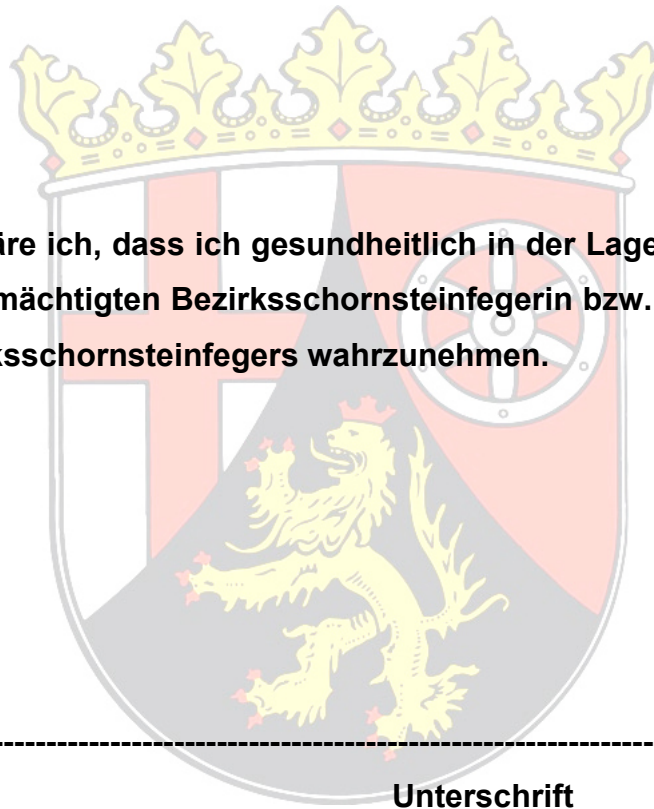 äre ich, dass ich gesundheitlich in der Lage
mächtigten Bezirksschornsteinfegerin bzw.
ksschornsteinfegers wahrzunehmen.
--------------------------------------------------------------
Unterschrift